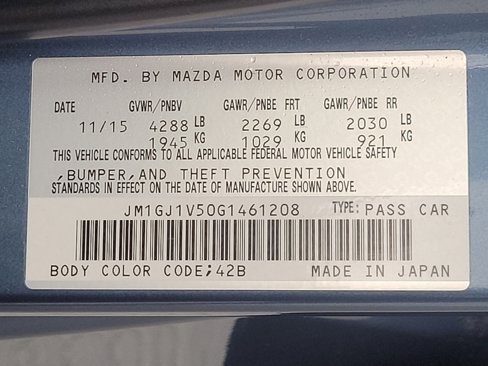 MFD. BY MAZDA MOTOR CORPORATION
DATE GVWR/PNBV GAWR/PNBE FRT GAWR/PNBE RR
11/15 4288 LB 2269 LB 2030 LB
1945 KG 1029 KG 921 KG
THIS VEHICLE CONFORMS TO ALL APPLICABLE FEDERAL MOTOR VEHICLE SAFETY
,BUMPER,AND THEFT PREVENTION
STANDARDS IN EFFECT ON THE DATE OF MANUFACTURE SHOWN ABOVE.
JM1GJ1V50G1461208 TYPE: PASS CAR
BODY COLOR CODE;42B MADE IN JAPAN